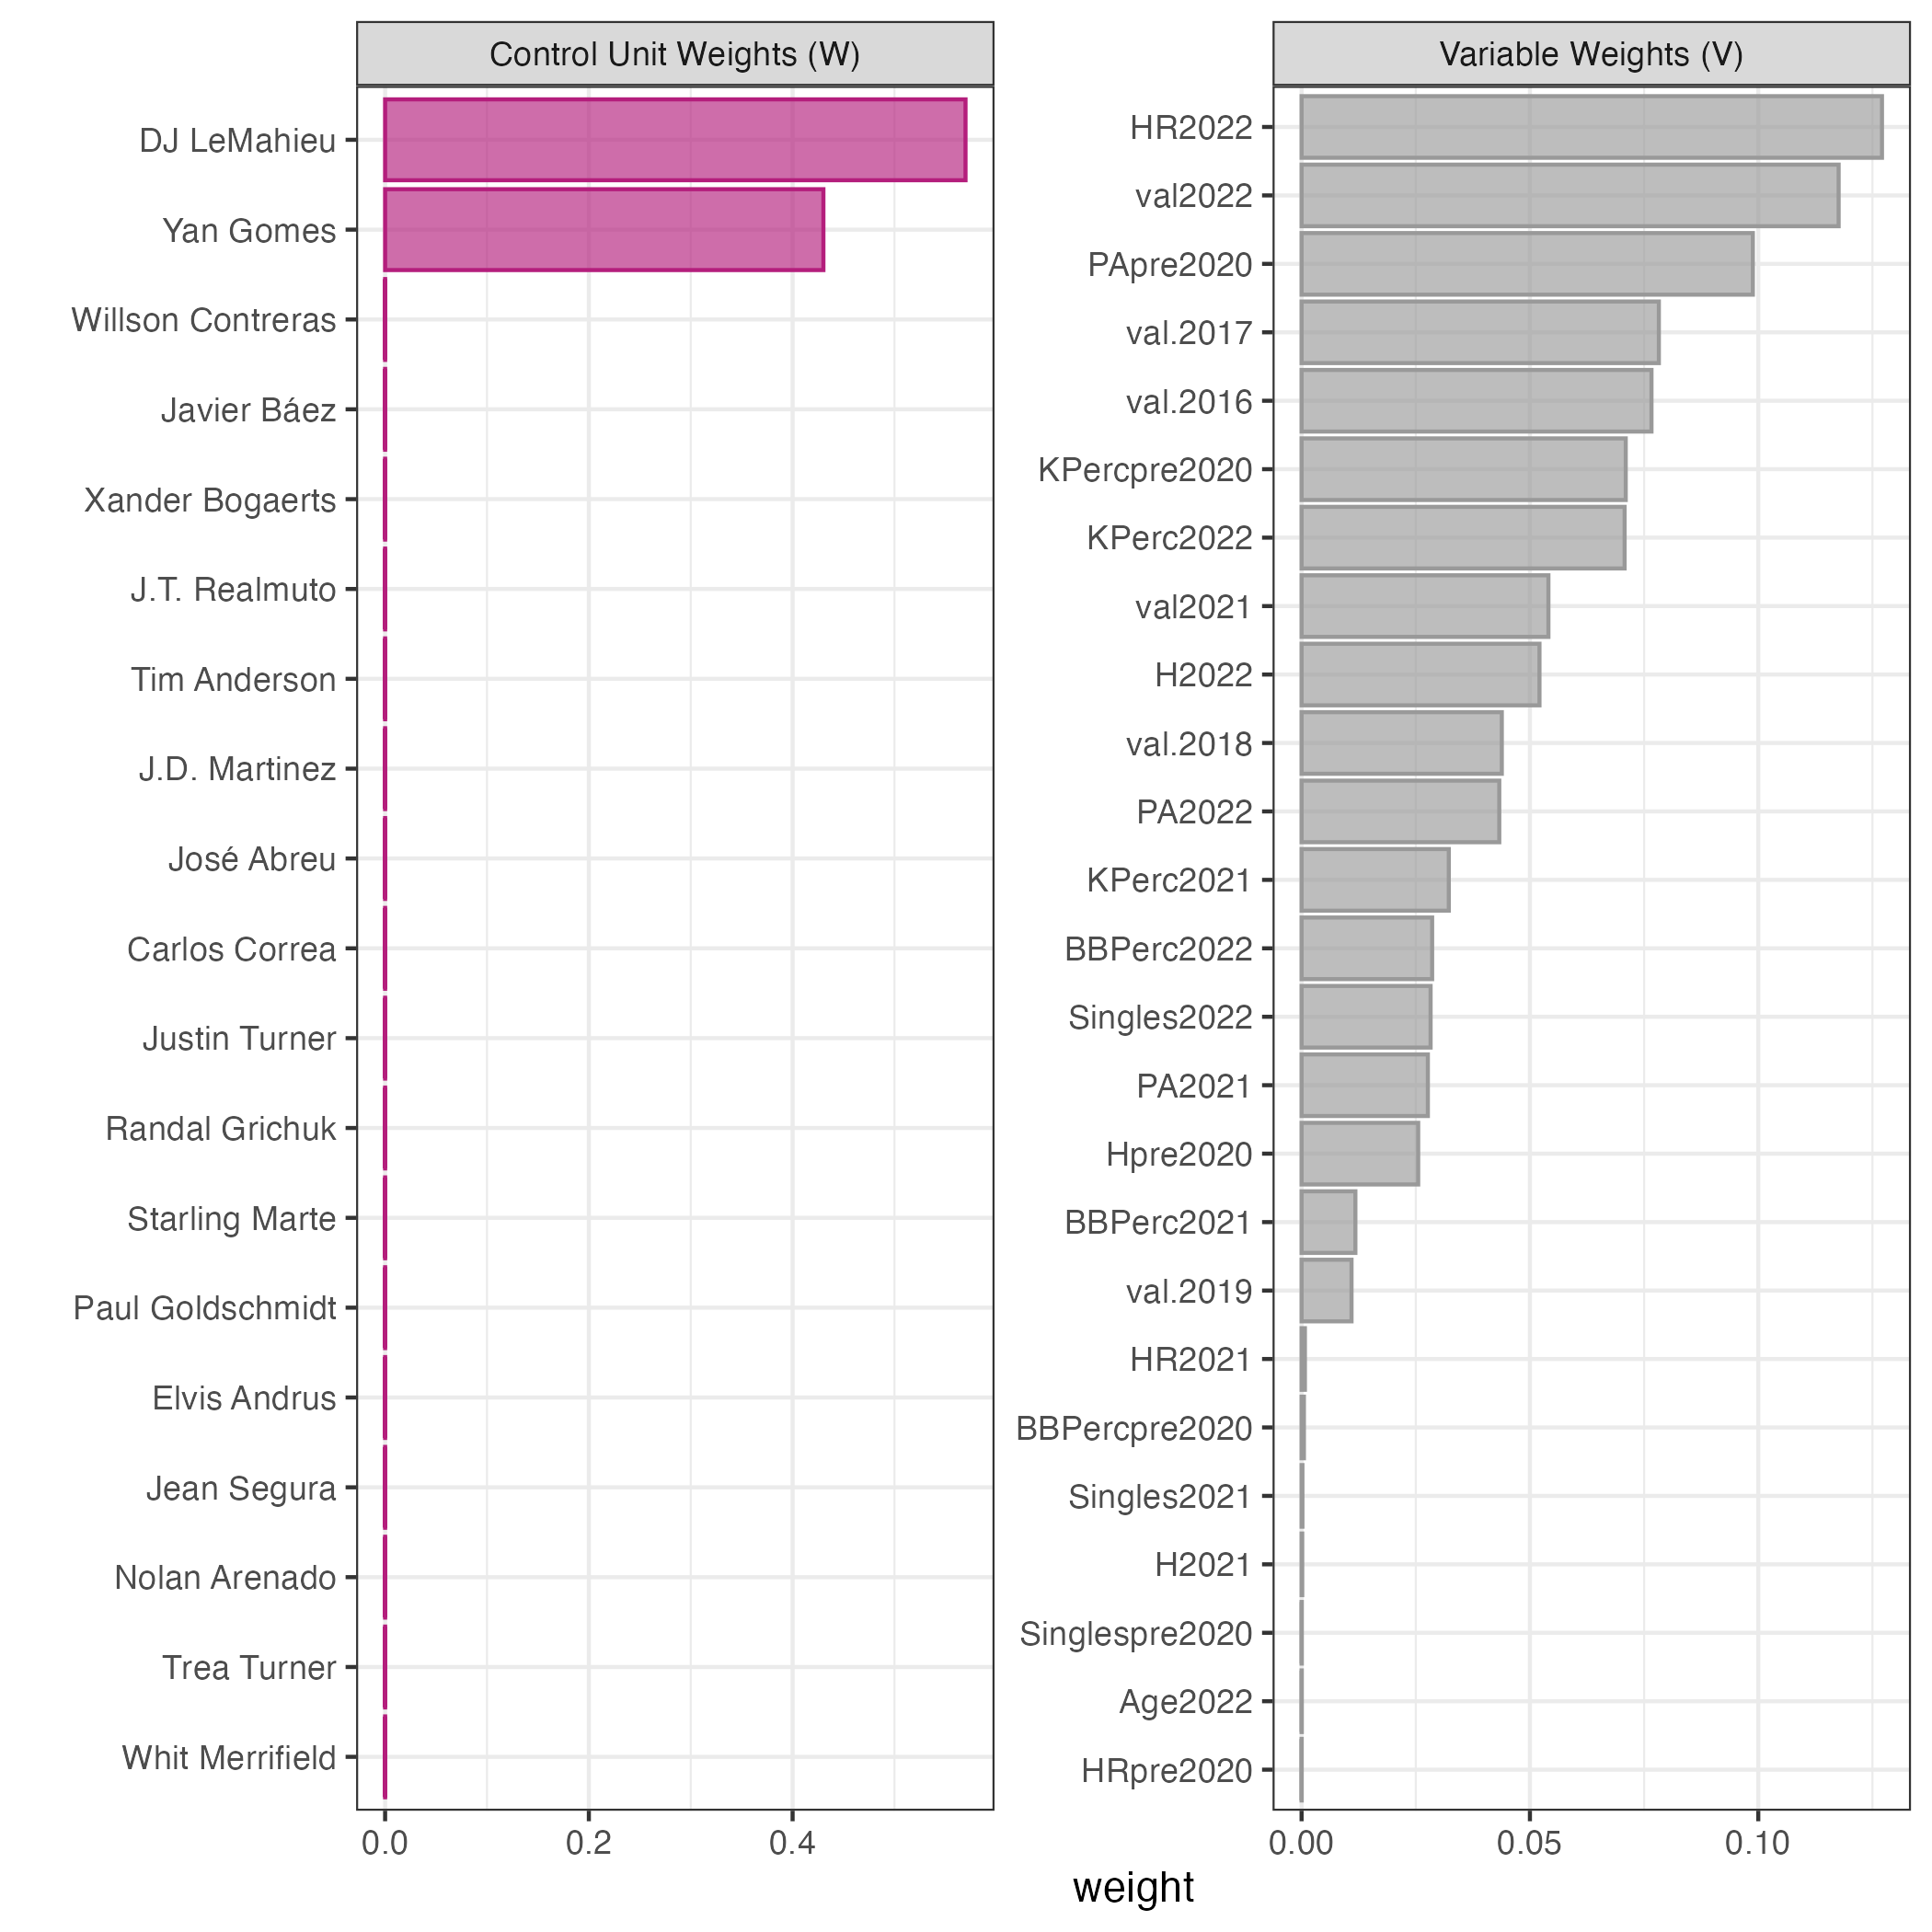 Control Unit Weights (W)
DJ LeMahieu
Yan Gomes
Willson Contreras
Javier Báez
Xander Bogaerts
J.T. Realmuto
Tim Anderson
J.D. Martinez
José Abreu
Carlos Correa
Justin Turner
Randal Grichuk
Starling Marte
Paul Goldschmidt
Elvis Andrus
Jean Segura
Nolan Arenado
Trea Turner
Whit Merrifield
0.0 0.2 0.4
Variable Weights (V)
HR2022
val2022
PApre2020
val.2017
val.2016
KPercpre2020
KPerc2022
val2021
H2022
val.2018
PA2022
KPerc2021
BBPerc2022
Singles2022
PA2021
Hpre2020
BBPerc2021
val.2019
HR2021
BBPercpre2020
Singles2021
H2021
Singlespre2020
Age2022
HRpre2020
0.00 0.05 0.10
weight